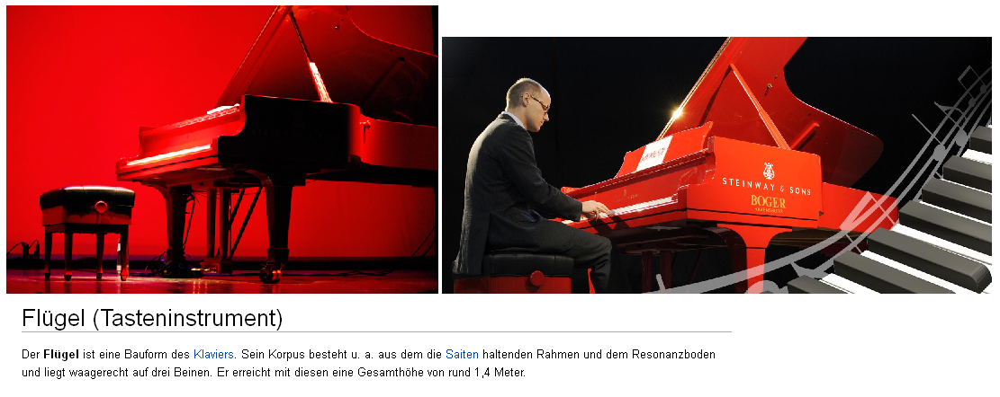 STEINWAY & SONS
BOGER
Flügel (Tasteninstrument)
Der Flügel ist eine Bauform des Klaviers. Sein Korpus besteht u. a. aus dem die Saiten haltenden Rahmen und dem Resonanzboden
und liegt waagerecht auf drei Beinen. Er erreicht mit diesen eine Gesamthöhe von rund 1,4 Meter.